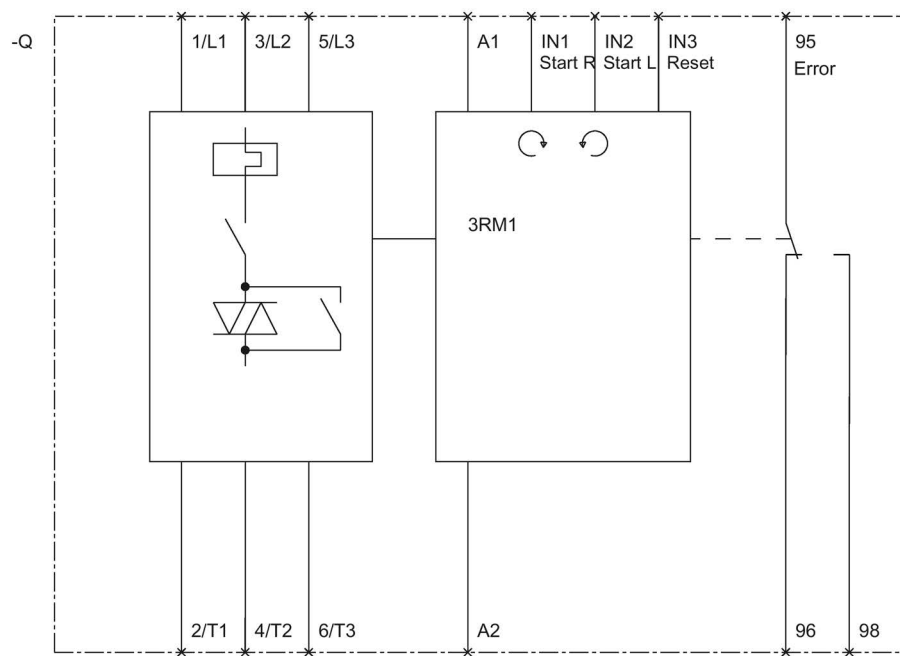 -Q
1/L1 3/L2 5/L3 A1 IN1 IN2 IN3 95
Start R Start L Reset Error
3RM1
2/T1 4/T2 6/T3 A2 96 98